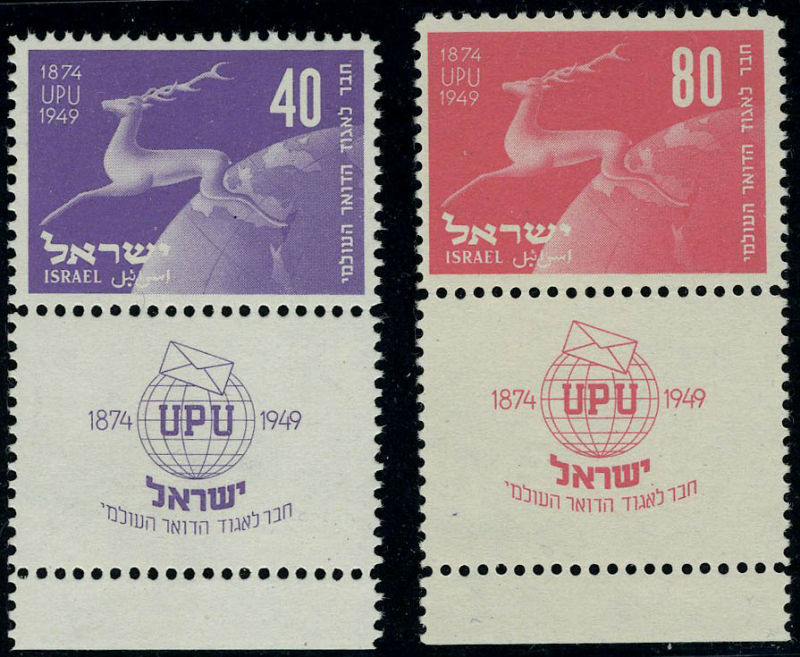 1874
UPU
1949
40
חבר לאגוד הדואר העולמי
ישראל
ISRAEL اسرائيل
1874 UPU 1949
ישראל
חבר לאגוד הדואר העולמי
1874
UPU
1949
80
חבר לאגוד הדואר העולמי
ישראל
ISRAEL اسرائيل
1874 UPU 1949
ישראל
חבר לאגוד הדואר העולמי